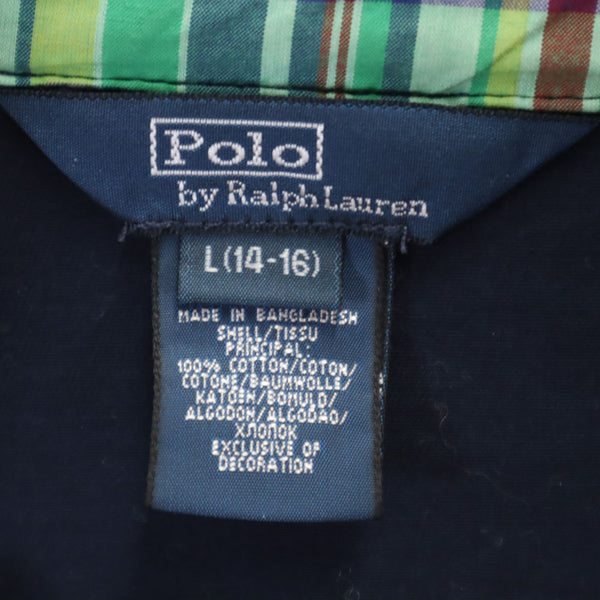 Polo
by Ralph Lauren
L(14-16)
MADE IN BANGLADESH
SHELL/TISSU
PRINCIPAL:
100% COTTON/COTON/
COTONE/BAUMWOLLE/
KATOEN/BOMULD/
ALGODON/ALGODAO/
ХЛОПОК
EXCLUSIVE OF
DECORATION